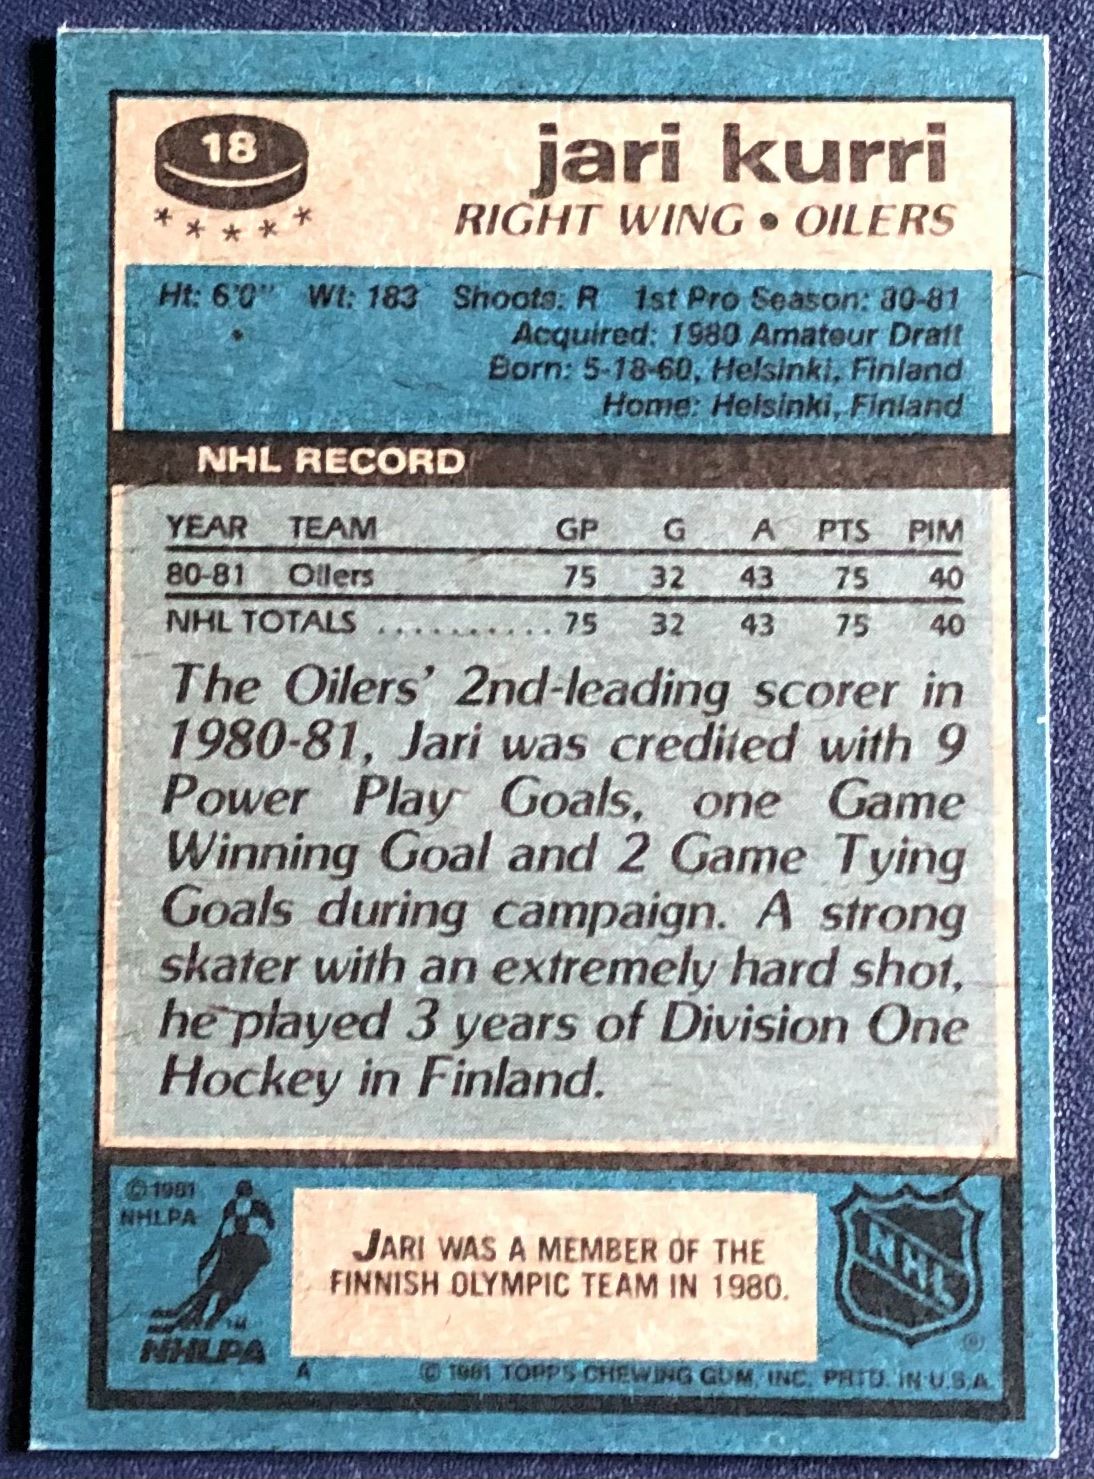 18
jari kurri
RIGHT WING • OILERS
Ht: 6'0" Wt: 183 Shoots: R 1st Pro Season: 80-81
Acquired: 1980 Amateur Draft
Born: 5-18-60, Helsinki, Finland
Home: Helsinki, Finland
NHL RECORD
YEAR TEAM GP G A PTS PIM
80-81 Oilers 75 32 43 75 40
NHL TOTALS .......... 75 32 43 75 40
The Oilers' 2nd-leading scorer in
1980-81, Jari was credited with 9
Power Play Goals, one Game
Winning Goal and 2 Game Tying
Goals during campaign. A strong
skater with an extremely hard shot,
he played 3 years of Division One
Hockey in Finland.
© 1981
NHLPA
JARI WAS A MEMBER OF THE
FINNISH OLYMPIC TEAM IN 1980.
NHL
®
TM
NHLPA
A © 1981 TOPPS CHEWING GUM, INC. PRTD. IN U.S.A.